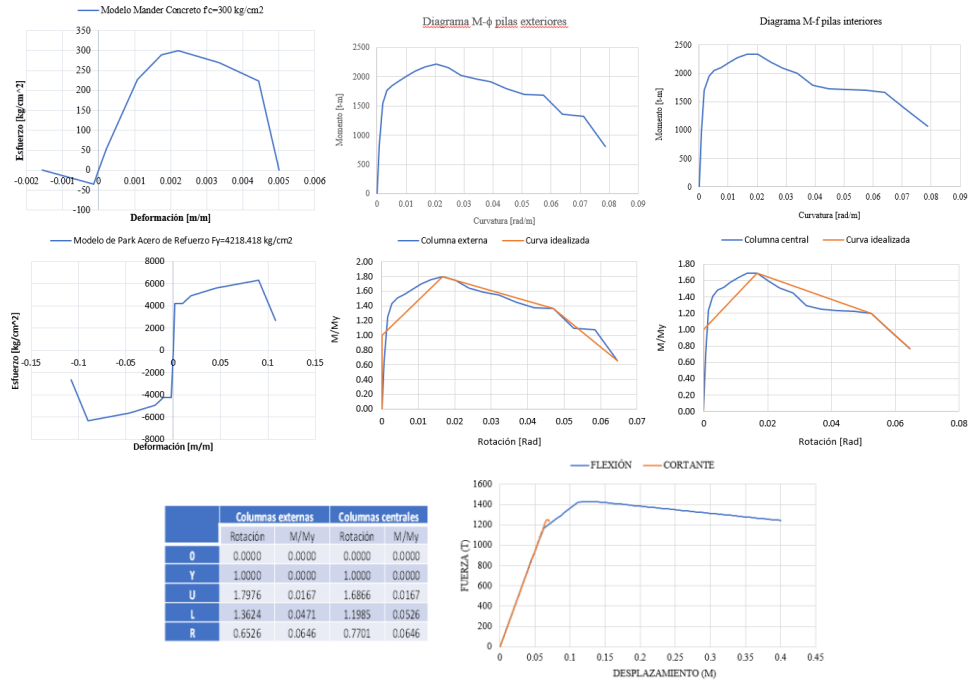 Modelo Mander Concreto f'c=300 kg/cm2
Esfuerzo [kg/cm^2]
350
300
250
200
150
100
50
0
-50
-100
-0.002 -0.001 0 0.001 0.002 0.003 0.004 0.005 0.006
Deformación [m/m]
Diagrama M-ϕ pilas exteriores
Momento [t-m]
2500
2000
1500
1000
500
0
0 0.01 0.02 0.03 0.04 0.05 0.06 0.07 0.08 0.09
Curvatura [rad/m]
Diagrama M-f pilas interiores
Momento [t-m]
2500
2000
1500
1000
500
0
0 0.01 0.02 0.03 0.04 0.05 0.06 0.07 0.08 0.09
Curvatura [rad/m]
Modelo de Park Acero de Refuerzo Fy=4218.418 kg/cm2
Esfuerzo [kg/cm^2]
8000
6000
4000
2000
0
-2000
-4000
-6000
-8000
-0.15 -0.1 -0.05 0 0.05 0.1 0.15
Deformación [m/m]
Columna externa Curva idealizada
M/My
2.00
1.80
1.60
1.40
1.20
1.00
0.80
0.60
0.40
0.20
0.00
0 0.01 0.02 0.03 0.04 0.05 0.06 0.07
Rotación [Rad]
Columna central Curva idealizada
M/My
1.80
1.60
1.40
1.20
1.00
0.80
0.60
0.40
0.20
0.00
0 0.02 0.04 0.06 0.08
Rotación [Rad]
Columnas externas Columnas centrales
Rotación M/My Rotación M/My
0 0.0000 0.0000 0.0000 0.0000
Y 1.0000 0.0000 1.0000 0.0000
U 1.7976 0.0167 1.6866 0.0167
L 1.3624 0.0471 1.1985 0.0526
R 0.6526 0.0646 0.7701 0.0646
FLEXIÓN CORTANTE
FUERZA (T)
1600
1400
1200
1000
800
600
400
200
0
0 0.05 0.1 0.15 0.2 0.25 0.3 0.35 0.4 0.45
DESPLAZAMIENTO (M)